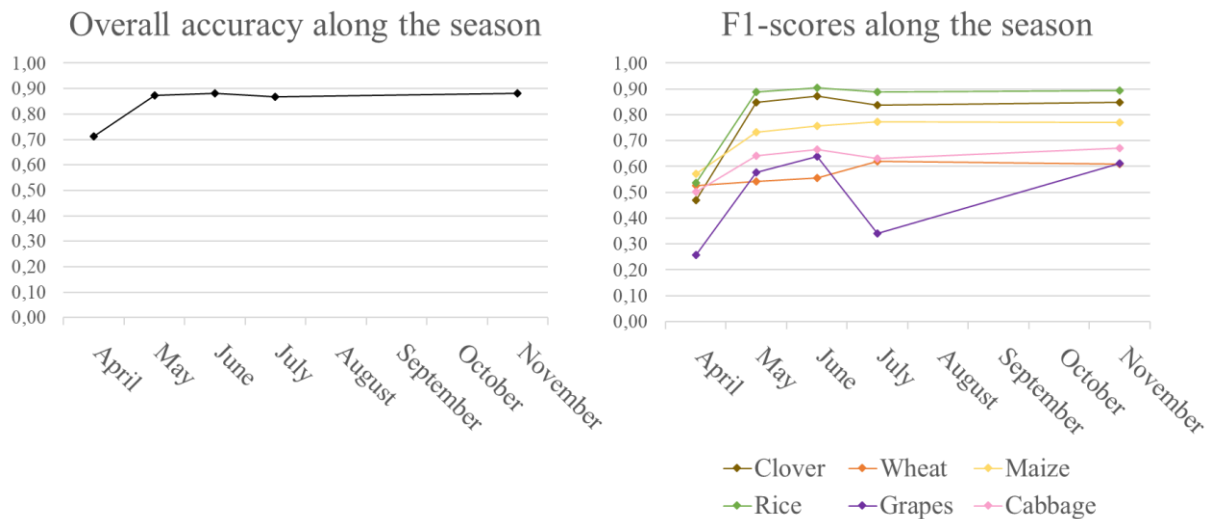 Overall accuracy along the season
1,00
0,90
0,80
0,70
0,60
0,50
0,40
0,30
0,20
0,10
0,00
April
May
June
July
August
September
October
November
F1-scores along the season
1,00
0,90
0,80
0,70
0,60
0,50
0,40
0,30
0,20
0,10
0,00
April
May
June
July
August
September
October
November
Clover Wheat Maize
Rice Grapes Cabbage